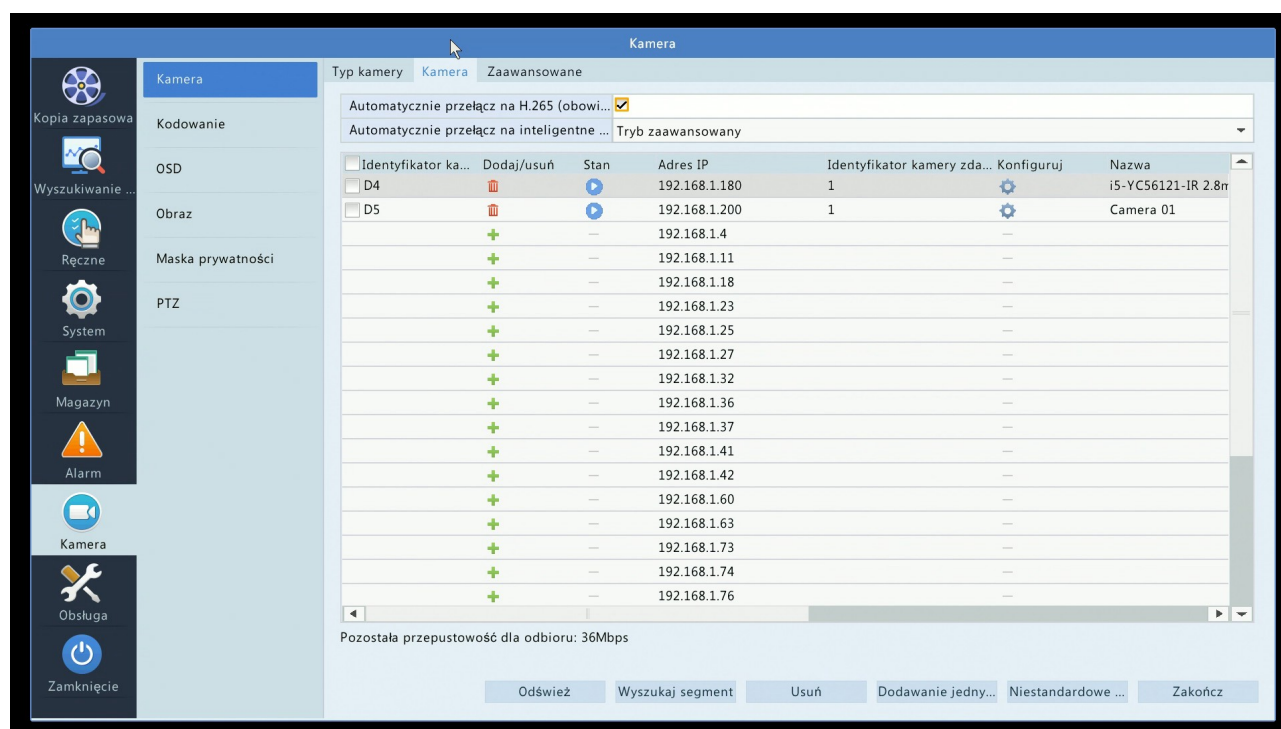 Kamera
Kopia zapasowa
Wyszukiwanie ...
Ręczne
System
Magazyn
Alarm
Kamera
Obsługa
Zamknięcie
Kamera
Kodowanie
OSD
Obraz
Maska prywatności
PTZ
Typ kamery Kamera Zaawansowane
Automatycznie przełącz na H.265 (obowi...
Automatycznie przełącz na inteligentne ... Tryb zaawansowany
Identyfikator ka... Dodaj/usuń Stan Adres IP Identyfikator kamery zda... Konfiguruj Nazwa
D4 192.168.1.180 1 i5-YC56121-IR 2.8m
D5 192.168.1.200 1 Camera 01
— 192.168.1.4 —
— 192.168.1.11 —
— 192.168.1.18 —
— 192.168.1.23 —
— 192.168.1.25 —
— 192.168.1.27 —
— 192.168.1.32 —
— 192.168.1.36 —
— 192.168.1.37 —
— 192.168.1.41 —
— 192.168.1.42 —
— 192.168.1.60 —
— 192.168.1.63 —
— 192.168.1.73 —
— 192.168.1.74 —
— 192.168.1.76 —
Pozostała przepustowość dla odbioru: 36Mbps
Odśwież Wyszukaj segment Usuń Dodawanie jedny... Niestandardowe ... Zakończ